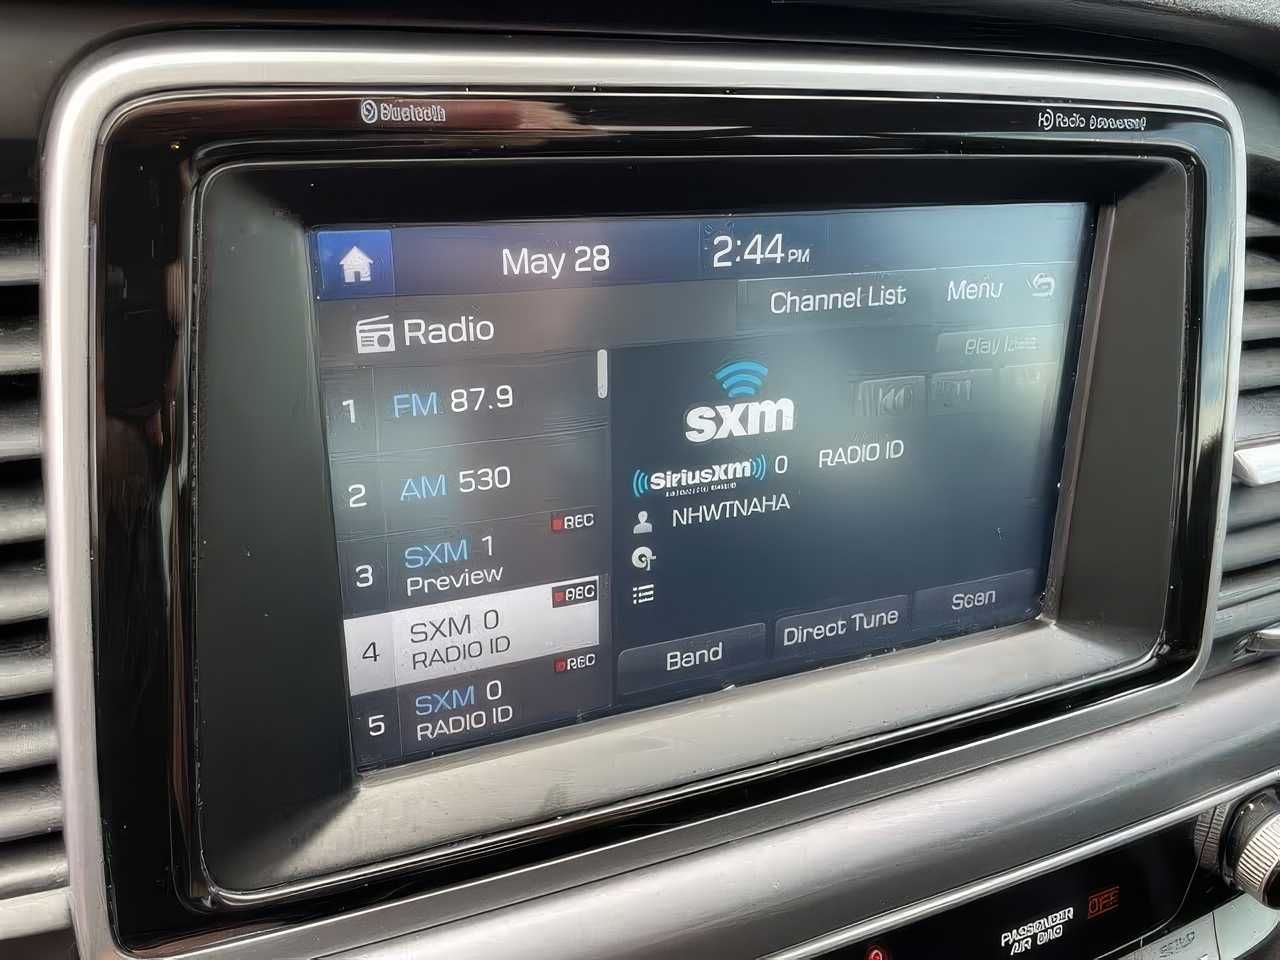 Bluetooth
HD Radio
May 28 2:44 PM
Channel List Menu
Radio
1 FM 87.9
2 AM 530
REC
3 SXM 1
Preview
REC
4 SXM 0
RADIO ID
REC
5 SXM 0
RADIO ID
sxm
SiriusXM 0 RADIO ID
NHWTNAHA
Band Direct Tune Scan
PASSENGER
AIR BAG
OFF